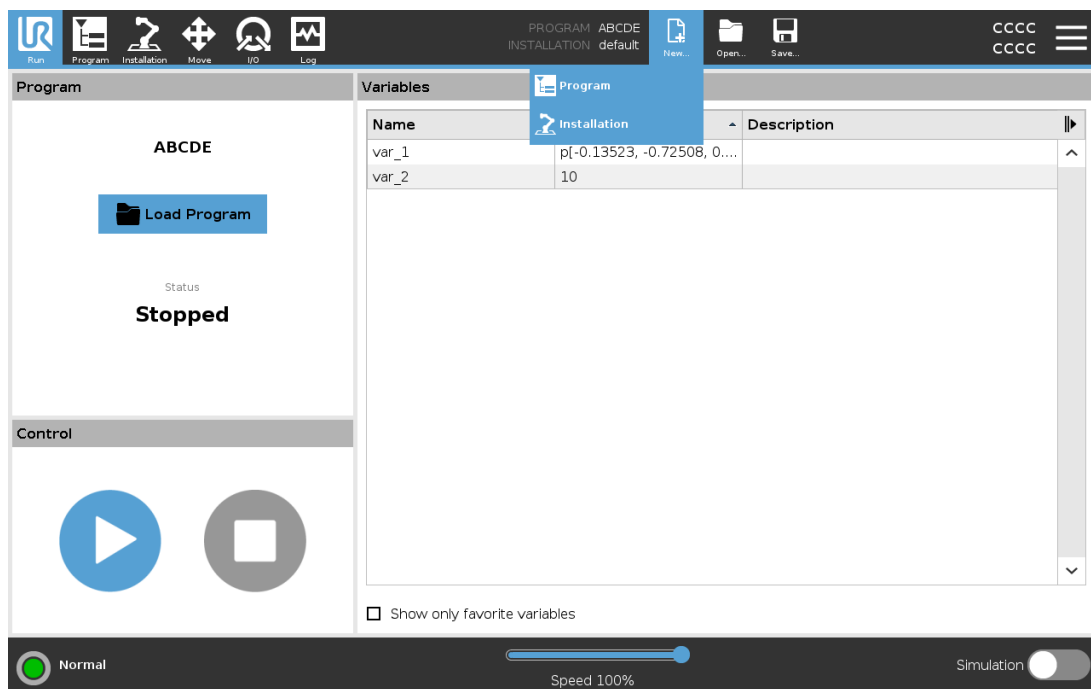 UR
Run
Program
Installation
Move
I/O
Log
PROGRAM ABCDE
INSTALLATION default
New...
Open...
Save...
CCCC
CCCC
Program
Installation
Program
ABCDE
Load Program
Status
Stopped
Control
Variables
Name
Description
var_1 p[-0.13523, -0.72508, 0....
var_2 10
Show only favorite variables
Normal
Speed 100%
Simulation